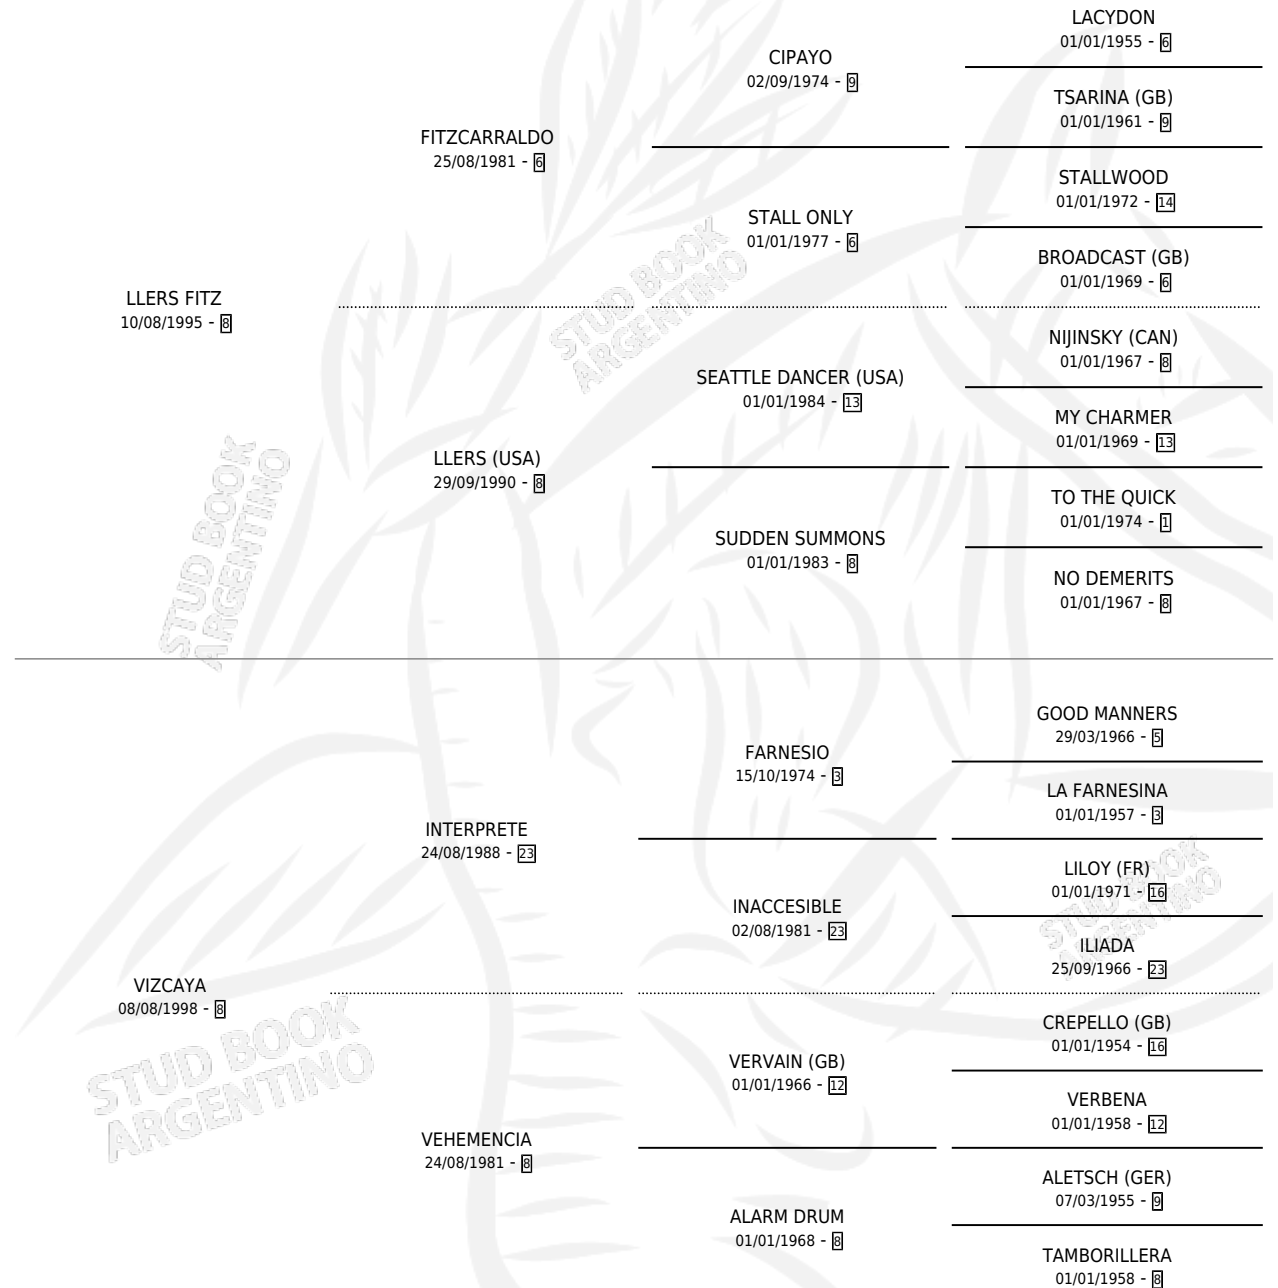 LACYDON
01/01/1955 - 6
CIPAYO
02/09/1974 - 9
TSARINA (GB)
01/01/1961 - 9
FITZCARRALDO
25/08/1981 - 6
STALLWOOD
01/01/1972 - 14
STALL ONLY
01/01/1977 - 6
BROADCAST (GB)
01/01/1969 - 6
LLERS FITZ
10/08/1995 - 8
NIJINSKY (CAN)
01/01/1967 - 8
SEATTLE DANCER (USA)
01/01/1984 - 13
MY CHARMER
01/01/1969 - 13
LLERS (USA)
29/09/1990 - 8
TO THE QUICK
01/01/1974 - 1
SUDDEN SUMMONS
01/01/1983 - 8
NO DEMERITS
01/01/1967 - 8
GOOD MANNERS
29/03/1966 - 5
FARNESIO
15/10/1974 - 3
LA FARNESINA
01/01/1957 - 3
INTERPRETE
24/08/1988 - 23
LILOY (FR)
01/01/1971 - 16
INACCESIBLE
02/08/1981 - 23
ILIADA
25/09/1966 - 23
VIZCAYA
08/08/1998 - 8
CREPELLO (GB)
01/01/1954 - 16
VERVAIN (GB)
01/01/1966 - 12
VERBENA
01/01/1958 - 12
VEHEMENCIA
24/08/1981 - 8
ALETSCH (GER)
07/03/1955 - 9
ALARM DRUM
01/01/1968 - 8
TAMBORILLERA
01/01/1958 - 8
STUD BOOK
ARGENTINO
STUD BOOK
ARGENTINO
STUD BOOK
ARGENTINO
STUD BOOK
ARGENTINO